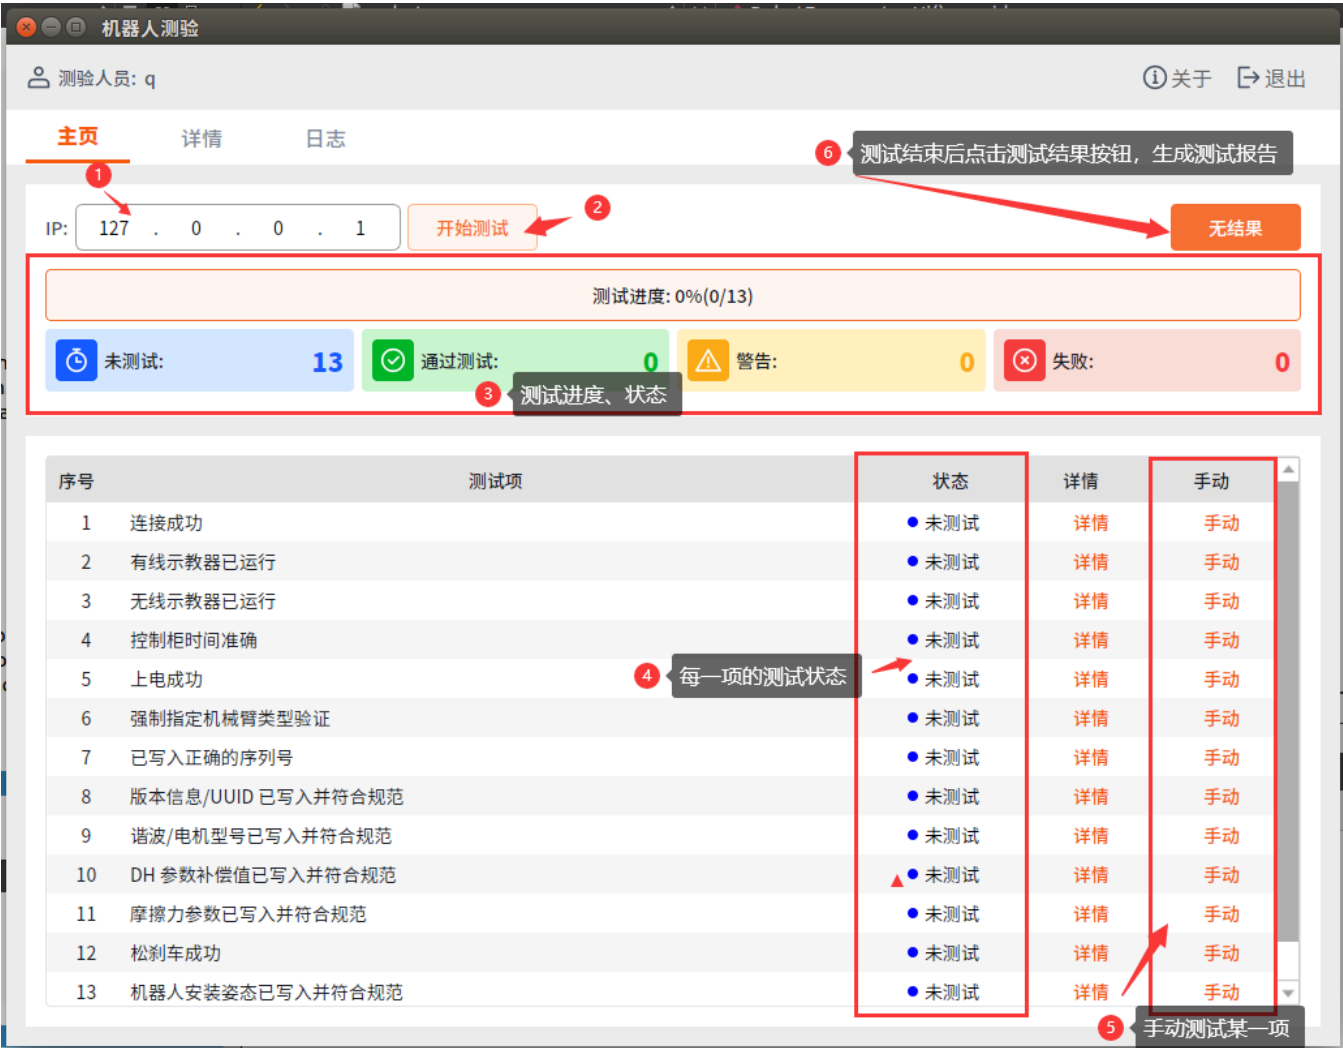 机器人测验
测验人员: q
关于
退出
主页
详情
日志
1
6
测试结束后点击测试结果按钮，生成测试报告
IP: 127 . 0 . 0 . 1
开始测试
2
无结果
测试进度: 0%(0/13)
未测试: 13
通过测试: 0
警告: 0
失败: 0
3
测试进度、状态
序号 测试项 状态 详情 手动
1 连接成功 未测试 详情 手动
2 有线示教器已运行 未测试 详情 手动
3 无线示教器已运行 未测试 详情 手动
4 控制柜时间准确 未测试 详情 手动
4
每一项的测试状态
5 上电成功 未测试 详情 手动
6 强制指定机械臂类型验证 未测试 详情 手动
7 已写入正确的序列号 未测试 详情 手动
8 版本信息/UUID 已写入并符合规范 未测试 详情 手动
9 谐波/电机型号已写入并符合规范 未测试 详情 手动
10 DH 参数补偿值已写入并符合规范 未测试 详情 手动
11 摩擦力参数已写入并符合规范 未测试 详情 手动
12 松刹车成功 未测试 详情 手动
13 机器人安装姿态已写入并符合规范 未测试 详情 手动
5
手动测试某一项